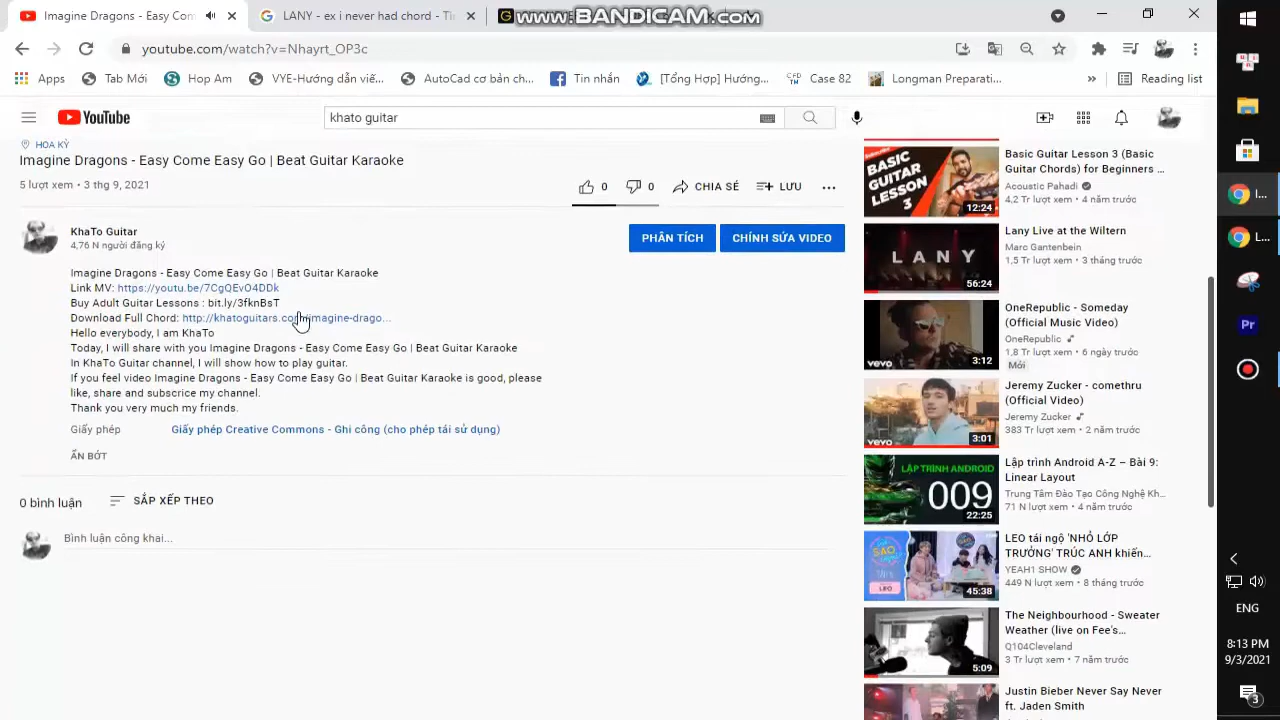 Imagine Dragons - Easy Com
LANY - ex i never had chord - Th
www.BANDICAM.com
youtube.com/watch?v=Nhayrt_OP3c
Apps
Tab Mới
Hop Am
VYE-Hướng dẫn viế...
AutoCad cơ bản ch...
Tin nhắn
[Tổng Hợp] Hướng...
Case 82
Longman Preparati...
»
Reading list
YouTube
khato guitar
HOA KỲ
Imagine Dragons - Easy Come Easy Go | Beat Guitar Karaoke
5 lượt xem • 3 thg 9, 2021
0
0
CHIA SẺ
LƯU
KhaTo Guitar
4,76 N người đăng ký
PHÂN TÍCH
CHỈNH SỬA VIDEO
Imagine Dragons - Easy Come Easy Go | Beat Guitar Karaoke
Link MV: https://youtu.be/7CgQEvO4DDk
Buy Adult Guitar Lessons : bit.ly/3fknBsT
Download Full Chord: http://khatoguitars.co imagine-drago...
Hello everybody, I am KhaTo
Today, I will share with you Imagine Dragons - Easy Come Easy Go | Beat Guitar Karaoke
In KhaTo Guitar channel, I will show how to play guitar.
If you feel video Imagine Dragons - Easy Come Easy Go | Beat Guitar Karaoke is good, please
like, share and subscrice my channel.
Thank you very much my friends.
Giấy phép
Giấy phép Creative Commons - Ghi công (cho phép tái sử dụng)
ẨN BỚT
0 bình luận
SẮP XẾP THEO
Bình luận công khai...
BASIC
GUITAR
LESSON
3
12:24
Basic Guitar Lesson 3 (Basic
Guitar Chords) for Beginners ...
Acoustic Pahadi
4,2 Tr lượt xem • 4 năm trước
LANY
56:24
Lany Live at the Wiltern
Marc Gantenbein
1,5 Tr lượt xem • 3 tháng trước
vevo
3:12
OneRepublic - Someday
(Official Music Video)
OneRepublic
1,8 Tr lượt xem • 6 ngày trước
Mới
vevo
3:01
Jeremy Zucker - comethru
(Official Video)
Jeremy Zucker
383 Tr lượt xem • 2 năm trước
LẬP TRÌNH ANDROID
009
22:25
Lập trình Android A-Z – Bài 9:
Linear Layout
Trung Tâm Đào Tạo Công Nghệ Kh...
71 N lượt xem • 4 năm trước
SAO
LEO
45:38
LEO tái ngộ 'NHỎ LỚP
TRƯỞNG' TRÚC ANH khiến...
YEAH1 SHOW
449 N lượt xem • 8 tháng trước
5:09
The Neighbourhood - Sweater
Weather (live on Fee's...
Q104Cleveland
3 Tr lượt xem • 7 năm trước
Justin Bieber Never Say Never
ft. Jaden Smith
I...
L...
Pr
ENG
8:13 PM
9/3/2021
3